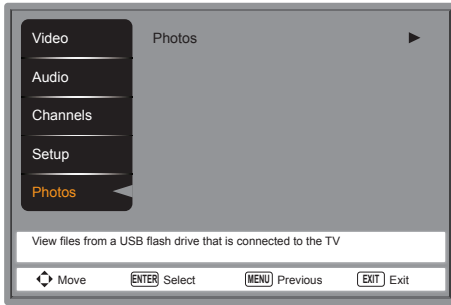 Video
Photos
Audio
Channels
Setup
Photos
View files from a USB flash drive that is connected to the TV
Move ENTER Select MENU Previous EXIT Exit